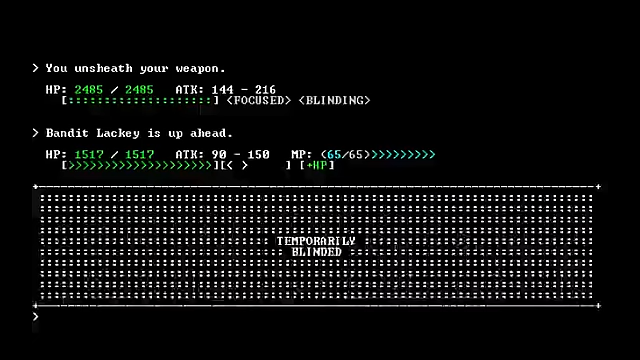 > You unsheath your weapon.
HP: 2485 / 2485 ATK: 144 - 216
[::::::::::::::::::::::] <FOCUSED> <BLINDING>
> Bandit Lackey is up ahead.
HP: 1517 / 1517 ATK: 90 - 150 MP: (65/65)>>>>>>>>>>
[>>>>>>>>>>>>>>>>>>>>>>][< > ] [+HP]
TEMPORARILY
BLINDED
>